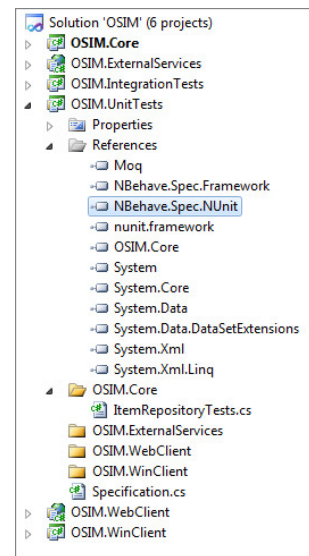 Solution 'OSIM' (6 projects)
OSIM.Core
OSIM.ExternalServices
OSIM.IntegrationTests
OSIM.UnitTests
Properties
References
Moq
NBehave.Spec.Framework
NBehave.Spec.NUnit
nunit.framework
OSIM.Core
System
System.Core
System.Data
System.Data.DataSetExtensions
System.Xml
System.Xml.Linq
OSIM.Core
ItemRepositoryTests.cs
OSIM.ExternalServices
OSIM.WebClient
OSIM.WinClient
Specification.cs
OSIM.WebClient
OSIM.WinClient